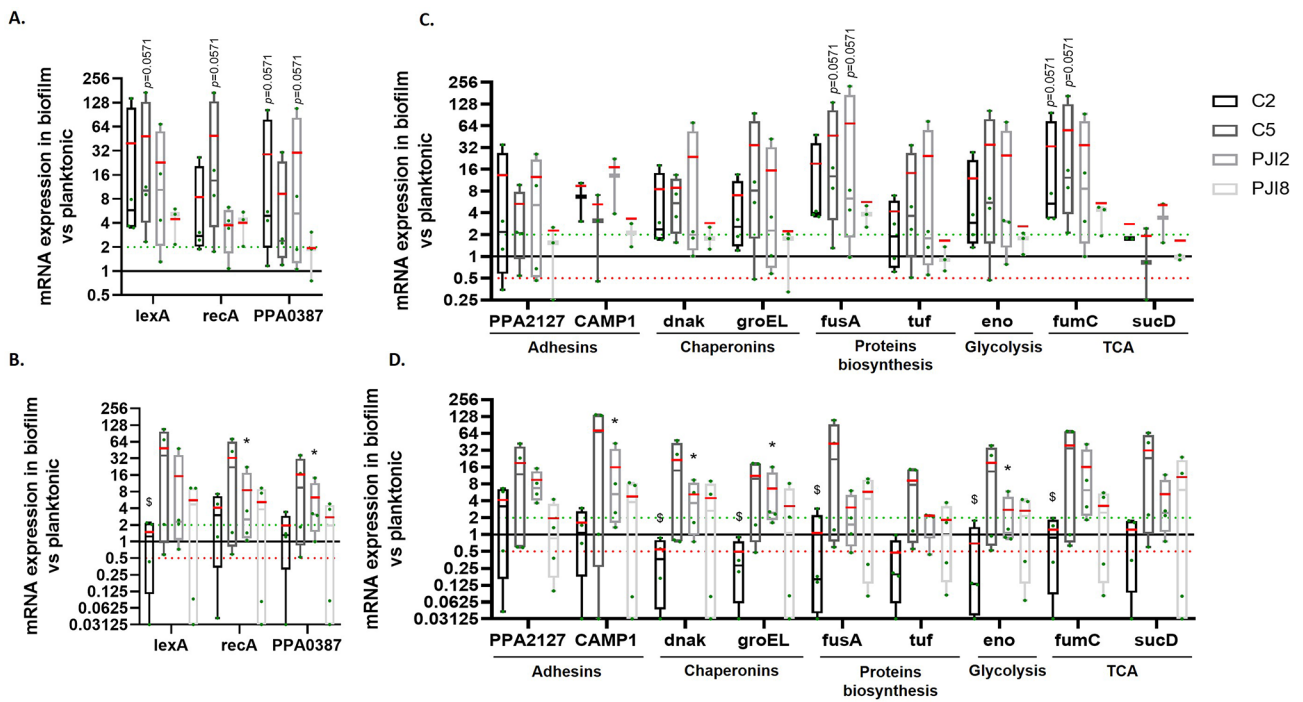 A.
mRNA expression in biofilm
vs planktonic
256
128
64
32
16
8
4
2
1
0.5
p=0.0571
p=0.0571
p=0.0571
p=0.0571
lexA recA PPA0387
C.
mRNA expression in biofilm
vs planktonic
256
128
64
32
16
8
4
2
1
0.5
0.25
p=0.0571
p=0.0571
p=0.0571
p=0.0571
PPA2127 CAMP1 dnak groEL fusA tuf eno fumC sucD
Adhesins Chaperonins Proteins Glycolysis TCA
biosynthesis
C2
C5
PJI2
PJI8
B.
mRNA expression in biofilm
vs planktonic
256
128
64
32
16
8
4
2
1
0.5
0.25
0.125
0.0625
0.03125
$
*
*
lexA recA PPA0387
D.
mRNA expression in biofilm
vs planktonic
256
128
64
32
16
8
4
2
1
0.5
0.25
0.125
0.0625
0.03125
*
$
*
$
*
$
$
*
$
PPA2127 CAMP1 dnak groEL fusA tuf eno fumC sucD
Adhesins Chaperonins Proteins Glycolysis TCA
biosynthesis